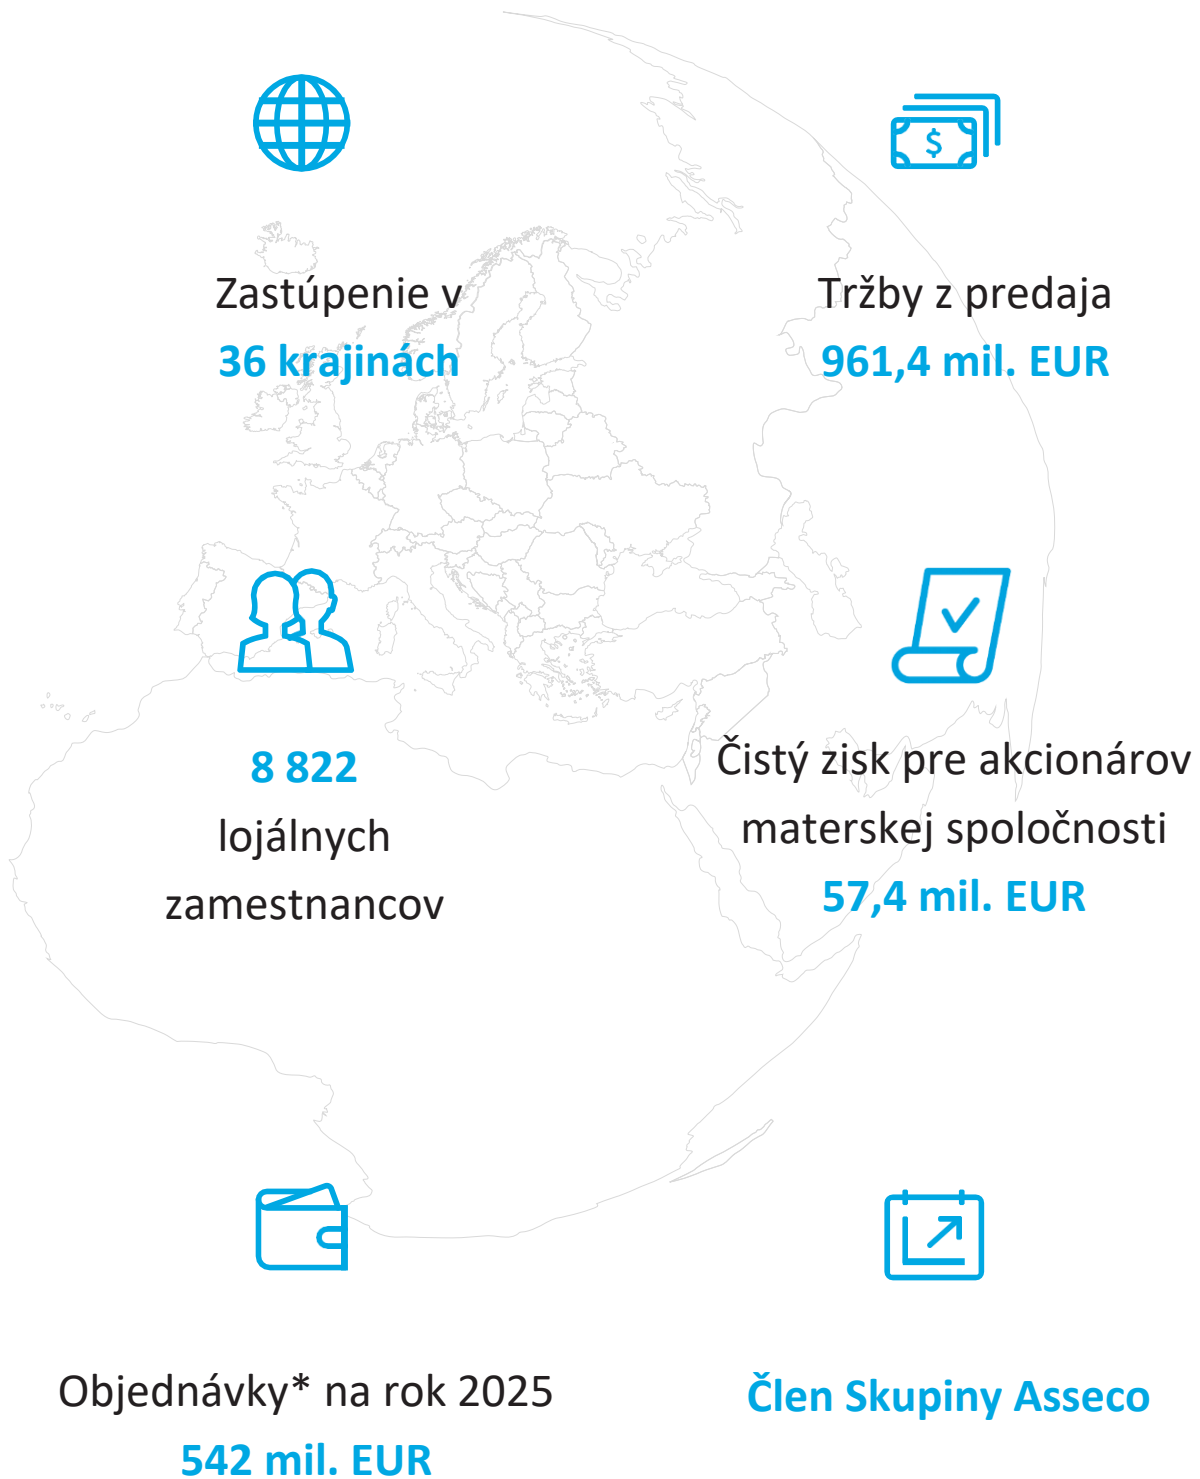 Zastúpenie v
36 krajinách
Tržby z predaja
961,4 mil. EUR
8 822
lojálnych
zamestnancov
Čistý zisk pre akcionárov
materskej spoločnosti
57,4 mil. EUR
Objednávky* na rok 2025
542 mil. EUR
Člen Skupiny Asseco